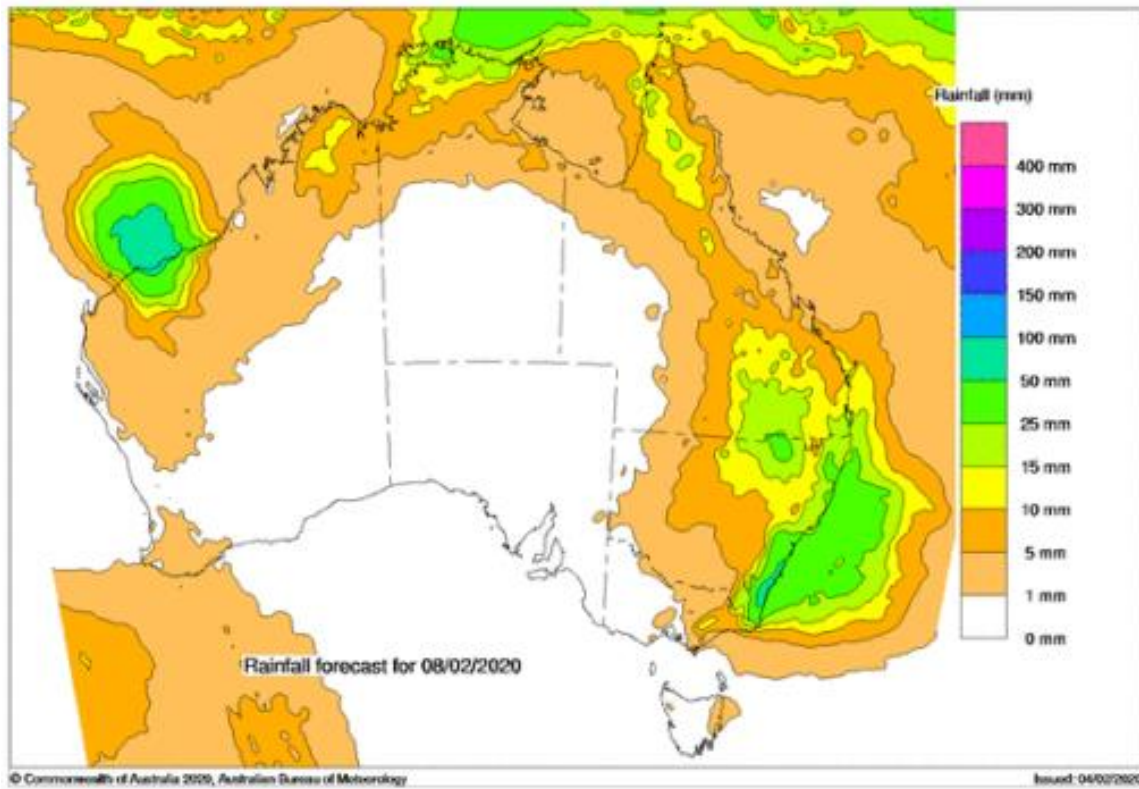 Rainfall (mm)
400 mm
300 mm
200 mm
150 mm
100 mm
50 mm
25 mm
15 mm
10 mm
5 mm
1 mm
0 mm
Rainfall forecast for 08/02/2020
© Commonwealth of Australia 2020, Australian Bureau of Meteorology
Issued: 04/02/2020